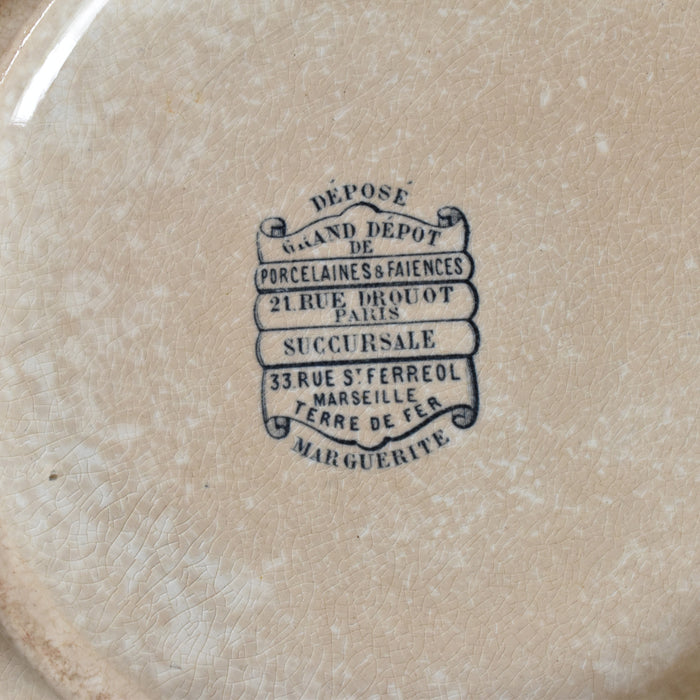 DÉPOSÉ
GRAND DÉPOT
DE
PORCELAINES & FAIENCES
21. RUE DROUOT
PARIS
SUCCURSALE
33. RUE ST. FERREOL
MARSEILLE
TERRE DE FER
MARGUERITE